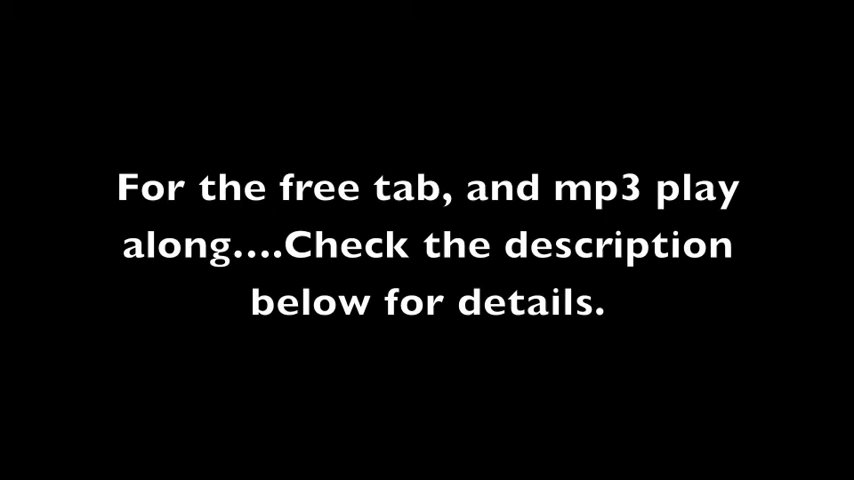 For the free tab, and mp3 play
along....Check the description
below for details.